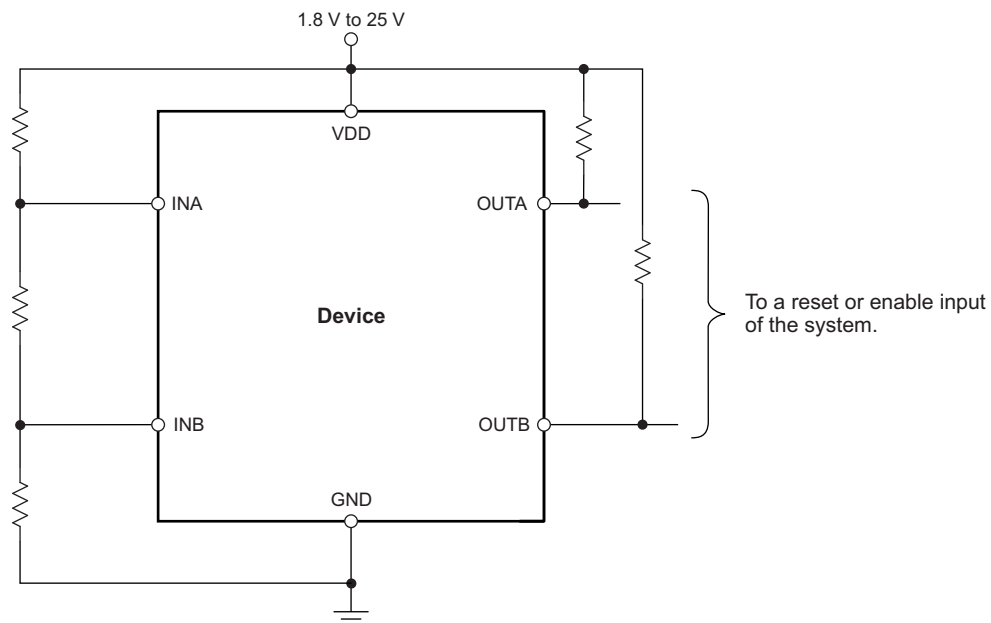 1.8 V to 25 V
VDD
INA
OUTA
Device
To a reset or enable input
of the system.
INB
OUTB
GND